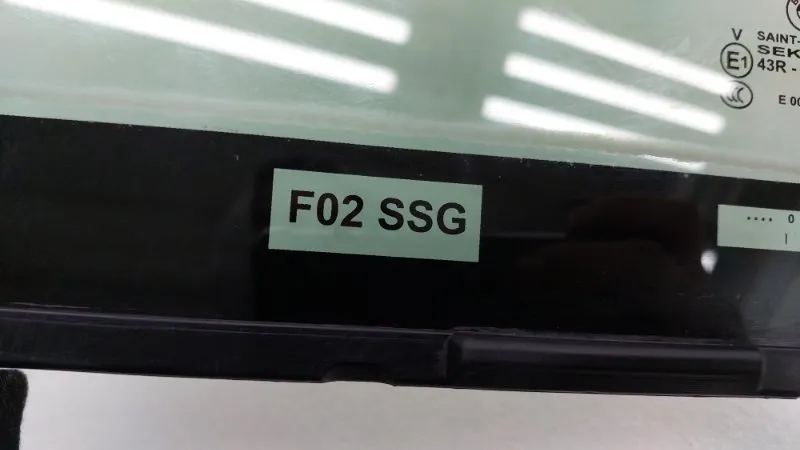 V SAINT-
E1 SEK
43R -
E 00
F02 SSG
.... 0